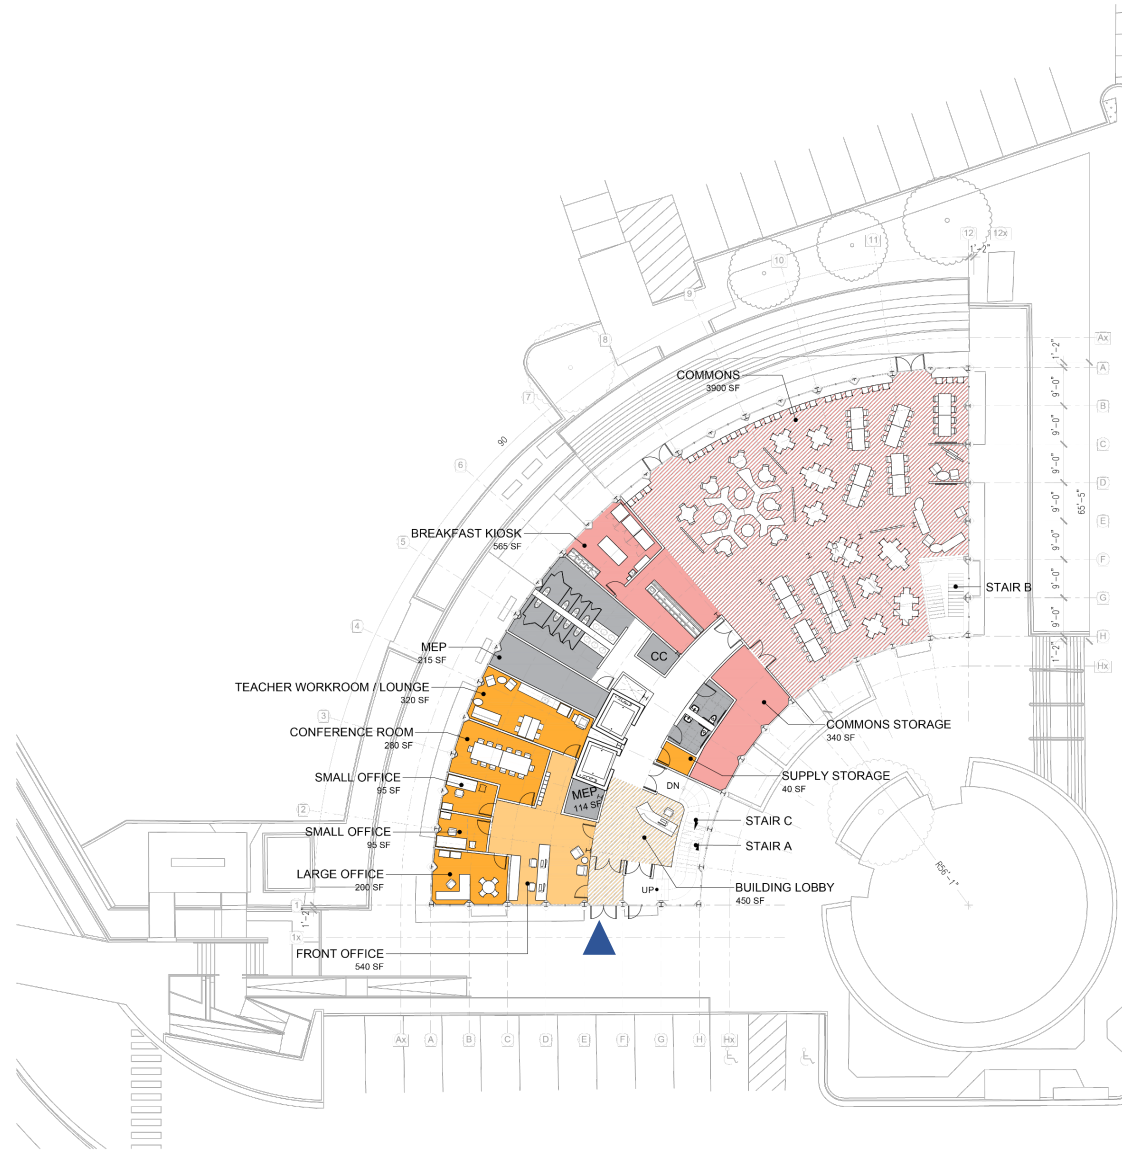 12
12x
1'-2"
11
10
9
8
7
90
6
5
4
3
2
1
1'-2"
1x
Ax
1'-2"
A
9'-0"
B
9'-0"
C
9'-0"
D
9'-0"
65'-5"
E
9'-0"
F
9'-0"
G
9'-0"
H
1'-2"
Hx
COMMONS
3900 SF
BREAKFAST KIOSK
565 SF
STAIR B
MEP
215 SF
CC
TEACHER WORKROOM / LOUNGE
320 SF
CONFERENCE ROOM
280 SF
COMMONS STORAGE
340 SF
SMALL OFFICE
95 SF
SUPPLY STORAGE
40 SF
DN
MEP
114 SF
STAIR C
SMALL OFFICE
95 SF
STAIR A
LARGE OFFICE
200 SF
UP
BUILDING LOBBY
450 SF
R56'-1"
FRONT OFFICE
540 SF
Ax
A
B
C
D
E
F
G
H
Hx